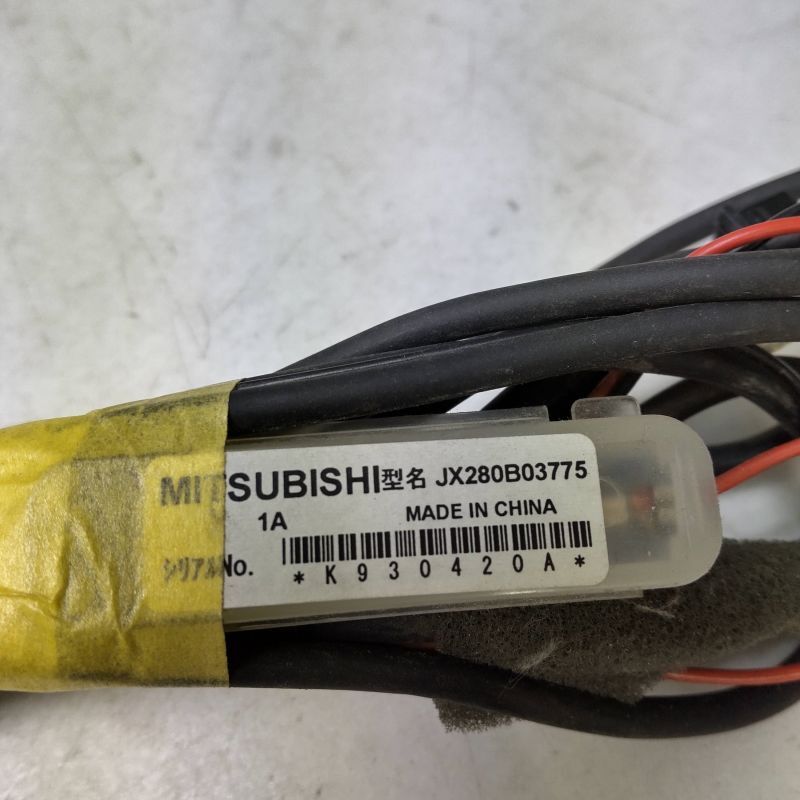 MITSUBISHI型名 JX280B03775
1A MADE IN CHINA
シリアルNo.
*K930420A*